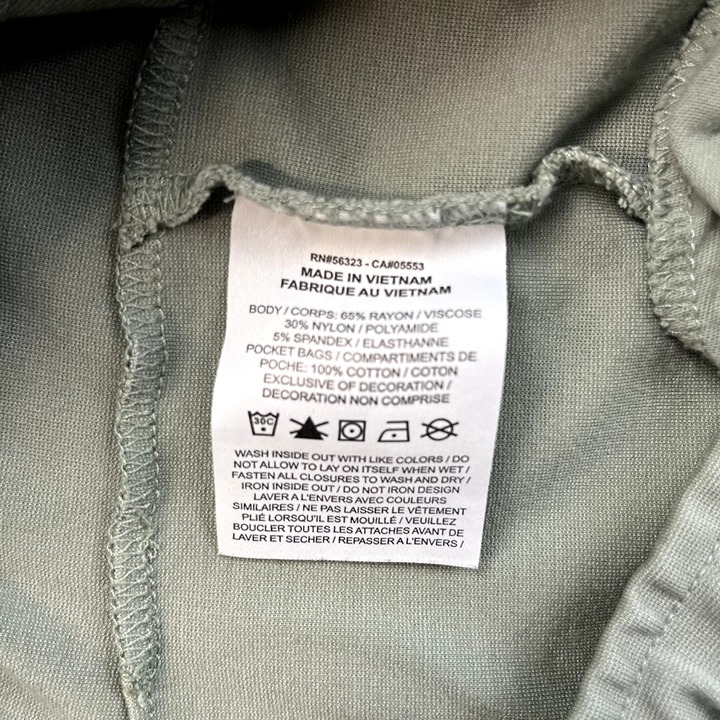 RN#56323 - CA#05553
MADE IN VIETNAM
FABRIQUE AU VIETNAM
BODY / CORPS: 65% RAYON / VISCOSE
30% NYLON / POLYAMIDE
5% SPANDEX / ELASTHANNE
POCKET BAGS / COMPARTIMENTS DE
POCHE: 100% COTTON / COTON
EXCLUSIVE OF DECORATION /
DECORATION NON COMPRISE
30C
WASH INSIDE OUT WITH LIKE COLORS / DO
NOT ALLOW TO LAY ON ITSELF WHEN WET /
FASTEN ALL CLOSURES TO WASH AND DRY /
IRON INSIDE OUT / DO NOT IRON DESIGN
LAVER A L'ENVERS AVEC COULEURS
SIMILAIRES / NE PAS LAISSER LE VÊTEMENT
PLIÉ LORSQU'IL EST MOUILLÉ / VEUILLEZ
BOUCLER TOUTES LES ATTACHES AVANT DE
LAVER ET SECHER / REPASSER A L'ENVERS /